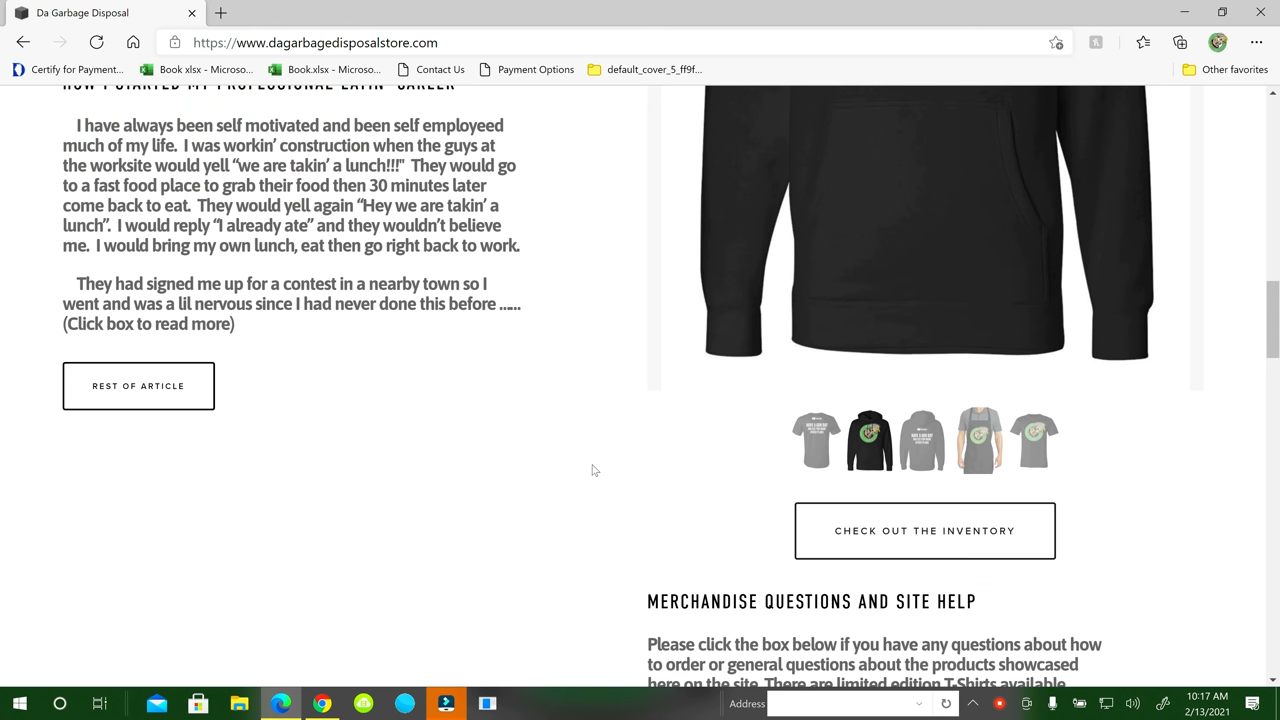 Da Garbage Disposal
https://www.dagarbagedisposalstore.com
Certify for Payment...
Book xlsx - Microso...
Book.xlsx - Microso...
Contact Us
Payment Options
default_cover_5_ff9f...
Other favorites
HOW I STARTED MY PROFESSIONAL EATIN' CAREER
I have always been self motivated and been self employeed
much of my life. I was workin’ construction when the guys at
the worksite would yell “we are takin’ a lunch!!!" They would go
to a fast food place to grab their food then 30 minutes later
come back to eat. They would yell again “Hey we are takin’ a
lunch”. I would reply “I already ate” and they wouldn’t believe
me. I would bring my own lunch, eat then go right back to work.
They had signed me up for a contest in a nearby town so I
went and was a lil nervous since I had never done this before ......
(Click box to read more)
REST OF ARTICLE
CHECK OUT THE INVENTORY
MERCHANDISE QUESTIONS AND SITE HELP
Please click the box below if you have any questions about how
to order or general questions about the products showcased
here on the site. There are limited edition T-Shirts available
Address
10:17 AM
2/13/2021